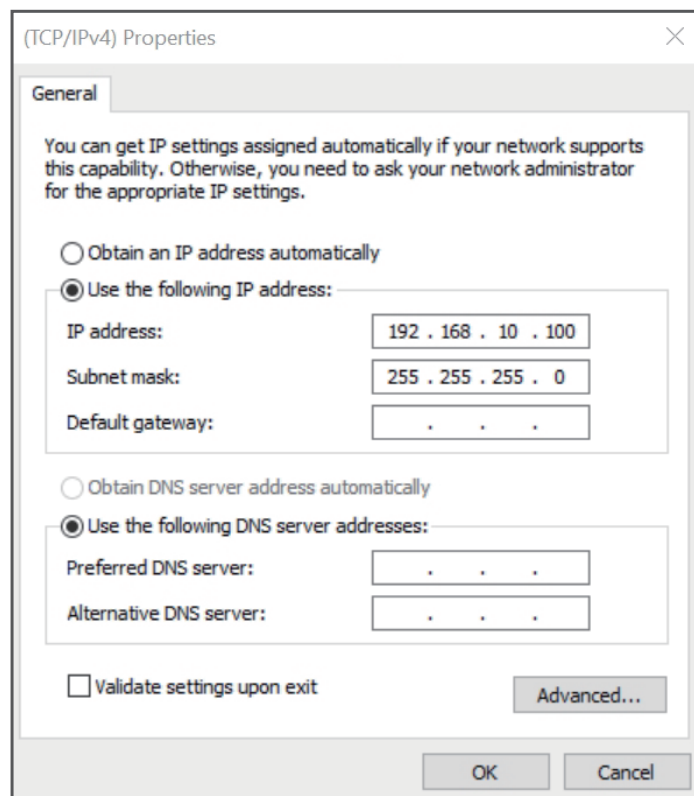 (TCP/IPv4) Properties
General
You can get IP settings assigned automatically if your network supports
this capability. Otherwise, you need to ask your network administrator
for the appropriate IP settings.
Obtain an IP address automatically
Use the following IP address:
IP address: 192 . 168 . 10 . 100
Subnet mask: 255 . 255 . 255 . 0
Default gateway: . . .
Obtain DNS server address automatically
Use the following DNS server addresses:
Preferred DNS server: . . .
Alternative DNS server: . . .
Validate settings upon exit
Advanced...
OK Cancel